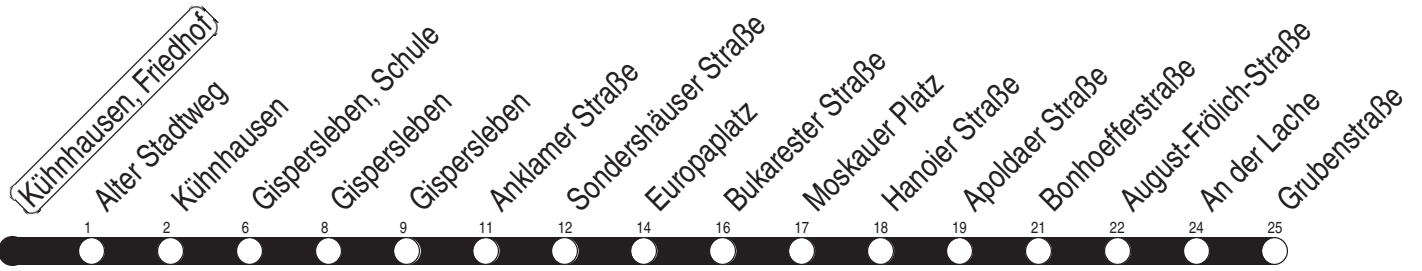 Kühnhausen, Friedhof
Alter Stadtweg
Kühnhausen
Gispersleben, Schule
Gispersleben
Gispersleben
Anklamer Straße
Sondershäuser Straße
Europaplatz
Bukarester Straße
Moskauer Platz
Hanoier Straße
Apoldaer Straße
Bonhoefferstraße
August-Frölich-Straße
An der Lache
Grubenstraße
1 2 6 8 9 11 12 14 16 17 18 19 21 22 24 25